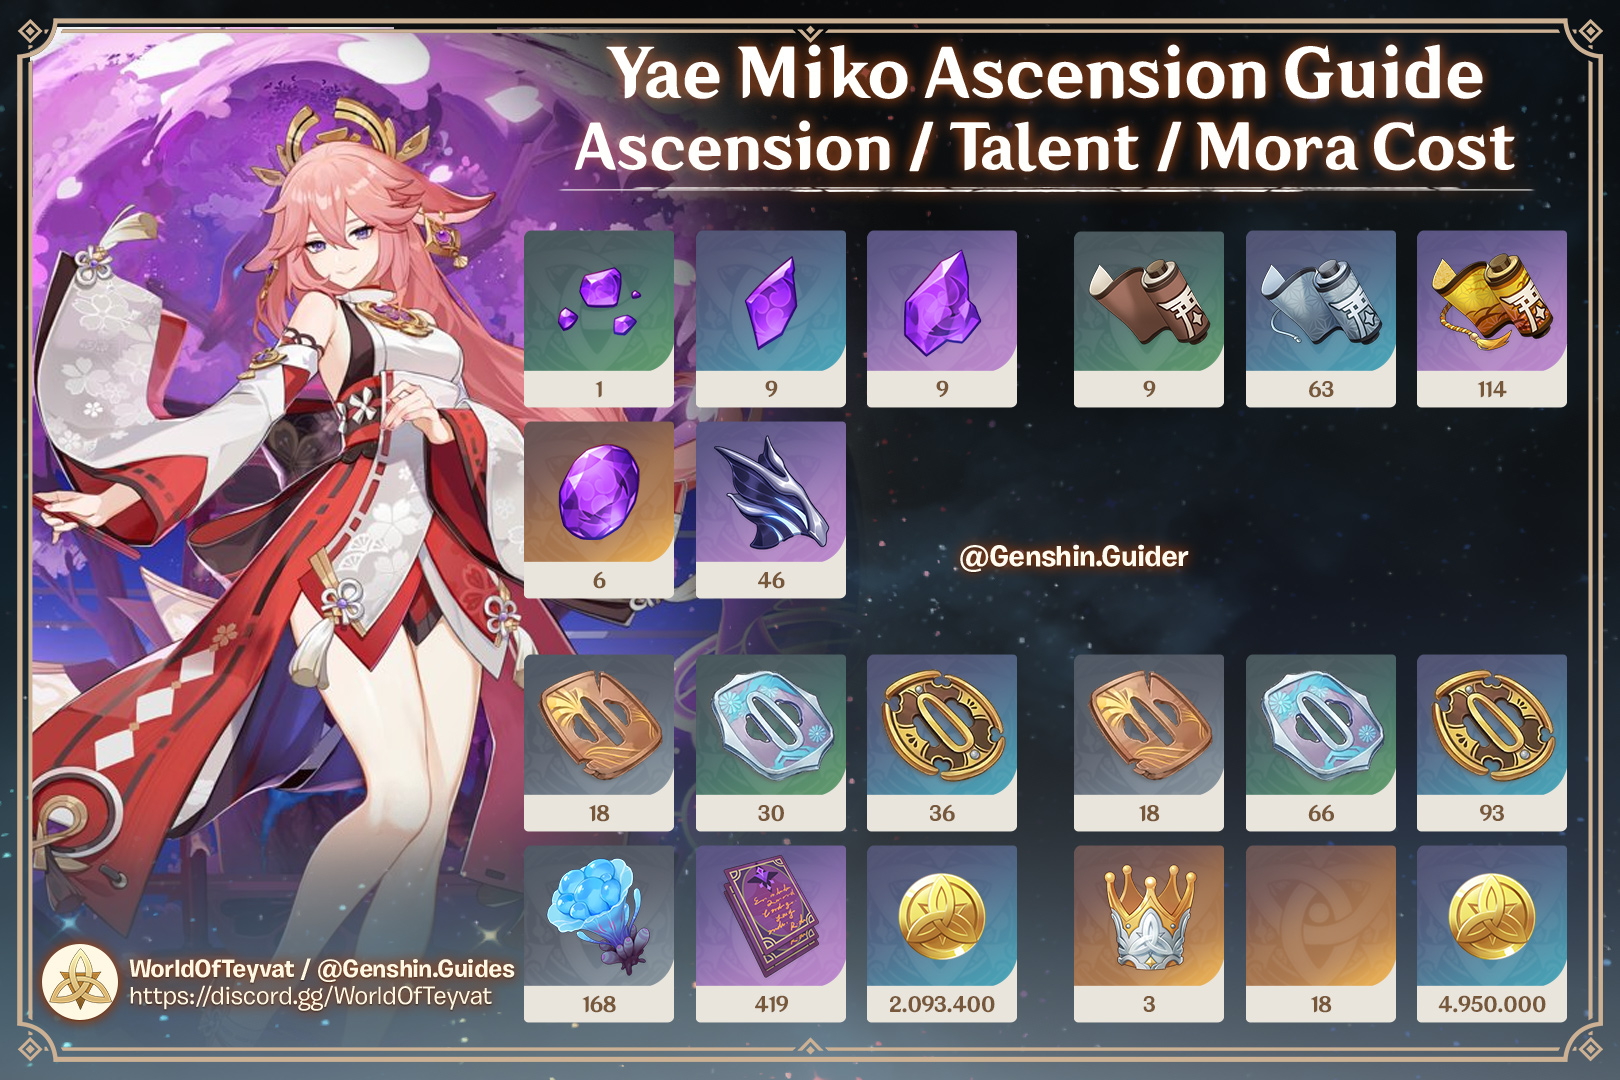 Yae Miko Ascension Guide
Ascension / Talent / Mora Cost
1 9 9 9 63 114
6 46
@Genshin.Guider
18 30 36 18 66 93
168 419 2.093.400 3 18 4.950.000
WorldOfTeyvat / @Genshin.Guides
https://discord.gg/WorldOfTeyvat